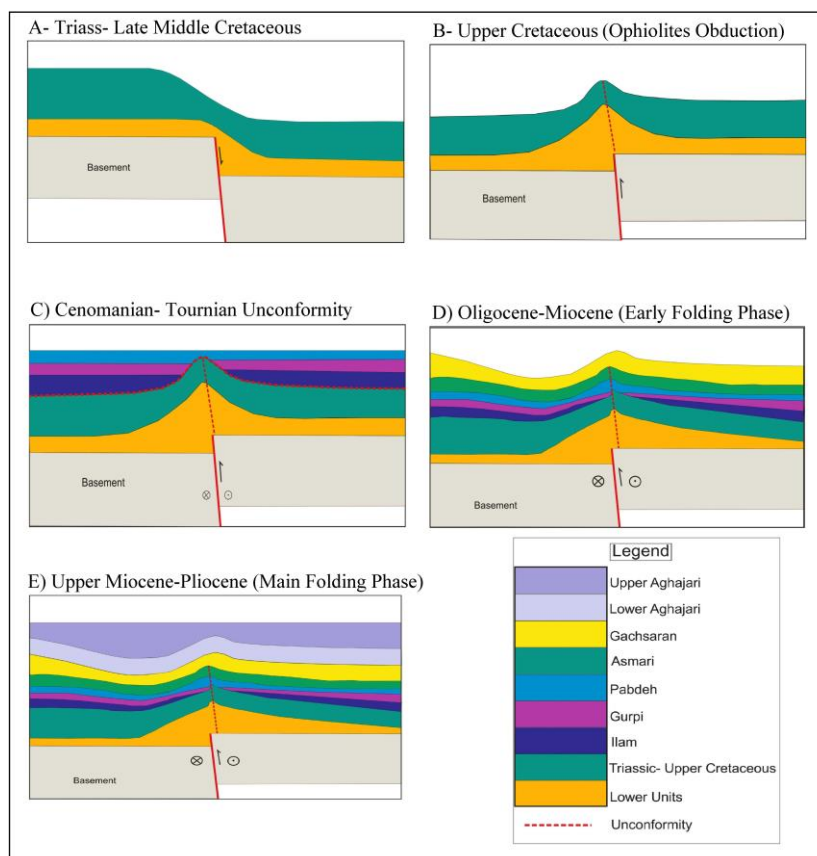 A- Triass- Late Middle Cretaceous
Basement
B- Upper Cretaceous (Ophiolites Obduction)
Basement
C) Cenomanian- Tournian Unconformity
Basement
D) Oligocene-Miocene (Early Folding Phase)
Basement
E) Upper Miocene-Pliocene (Main Folding Phase)
Basement
Legend
Upper Aghajari
Lower Aghajari
Gachsaran
Asmari
Pabdeh
Gurpi
Ilam
Triassic- Upper Cretaceous
Lower Units
Unconformity